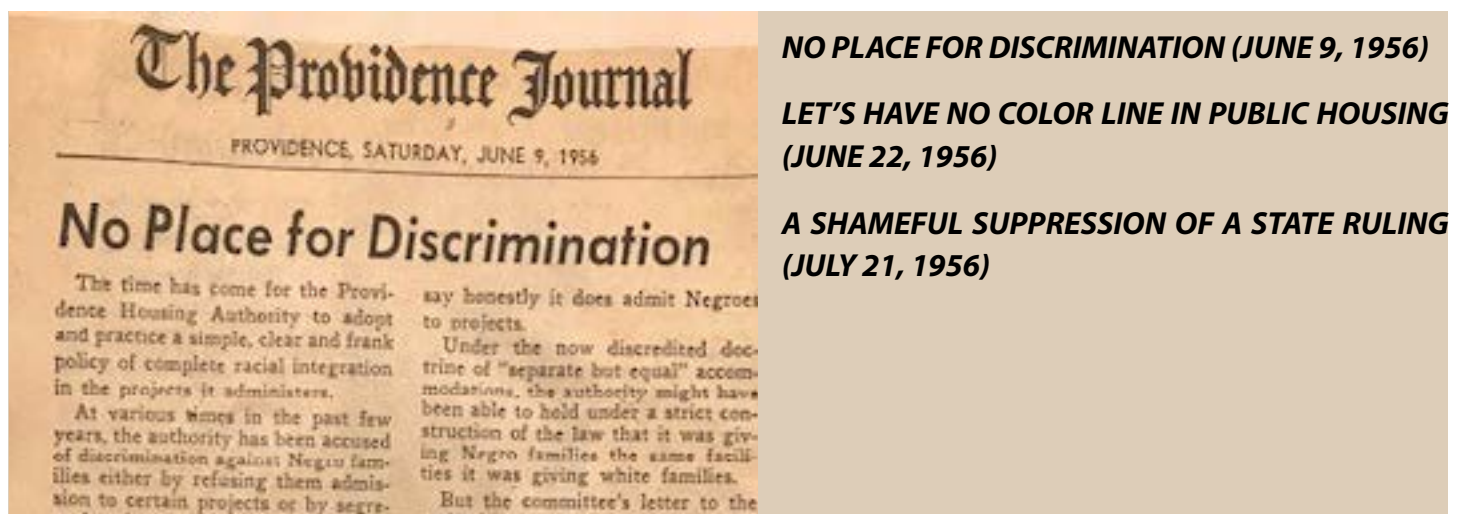 The Providence Journal
PROVIDENCE, SATURDAY, JUNE 9, 1956
No Place for Discrimination
The time has come for the Provi-
dence Housing Authority to adopt
and practice a simple, clear and frank
policy of complete racial integration
in the projects it administers.
At various times in the past few
years, the authority has been accused
of discrimination against Negro fam-
ilies either by refusing them admis-
sion to certain projects or by segre-
say honestly it does admit Negroes
to projects.
Under the now discredited doc-
trine of "separate but equal" accom-
modations, the authority might have
been able to hold under a strict con-
struction of the law that it was giv-
ing Negro families the same facili-
ties it was giving white families.
But the committee's letter to the
NO PLACE FOR DISCRIMINATION (JUNE 9, 1956)
LET'S HAVE NO COLOR LINE IN PUBLIC HOUSING
(JUNE 22, 1956)
A SHAMEFUL SUPPRESSION OF A STATE RULING
(JULY 21, 1956)